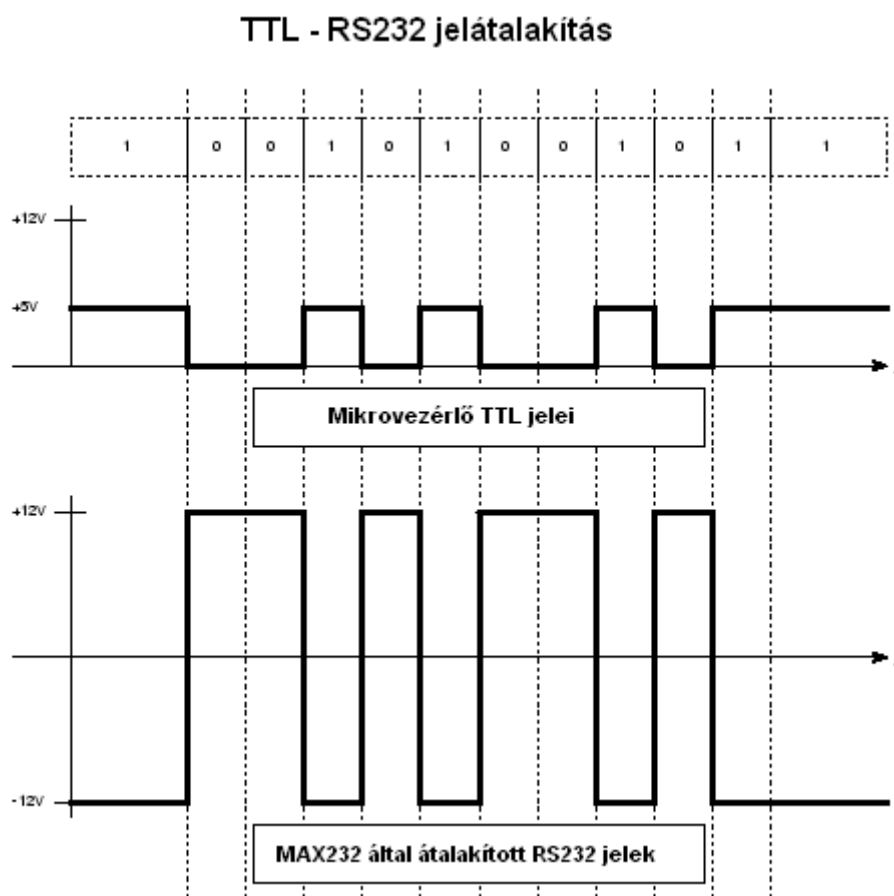 TTL - RS232 jelátalakítás
1 0 0 1 0 1 0 0 1 0 1 1
+12V
+5V
Mikrovezérlő TTL jelei
+12V
-12V
MAX232 által átalakított RS232 jelek